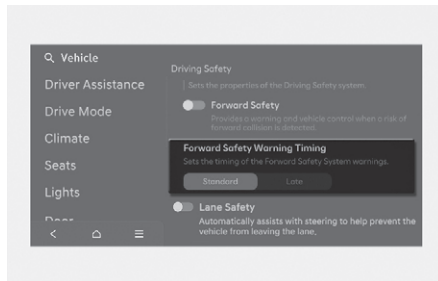 Vehicle
Driver Assistance
Drive Mode
Climate
Seats
Lights
Door
Driving Safety
Sets the properties of the Driving Safety system.
Forward Safety
Provides a warning and vehicle control when a risk of
forward collision is detected.
Forward Safety Warning Timing
Sets the timing of the Forward Safety System warnings.
Standard Late
Lane Safety
Automatically assists with steering to help prevent the
vehicle from leaving the lane.